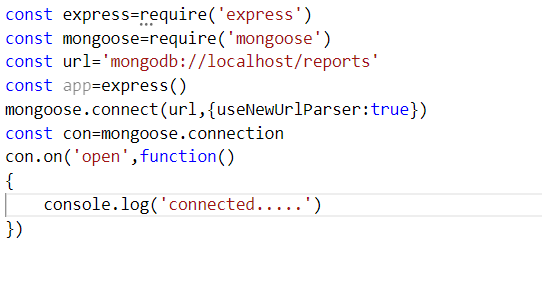 const express=require('express')
const mongoose=require('mongoose')
const url='mongodb://localhost/reports'
const app=express()
mongoose.connect(url,{useNewUrlParser:true})
const con=mongoose.connection
con.on('open',function()
{
    console.log('connected.....')
})